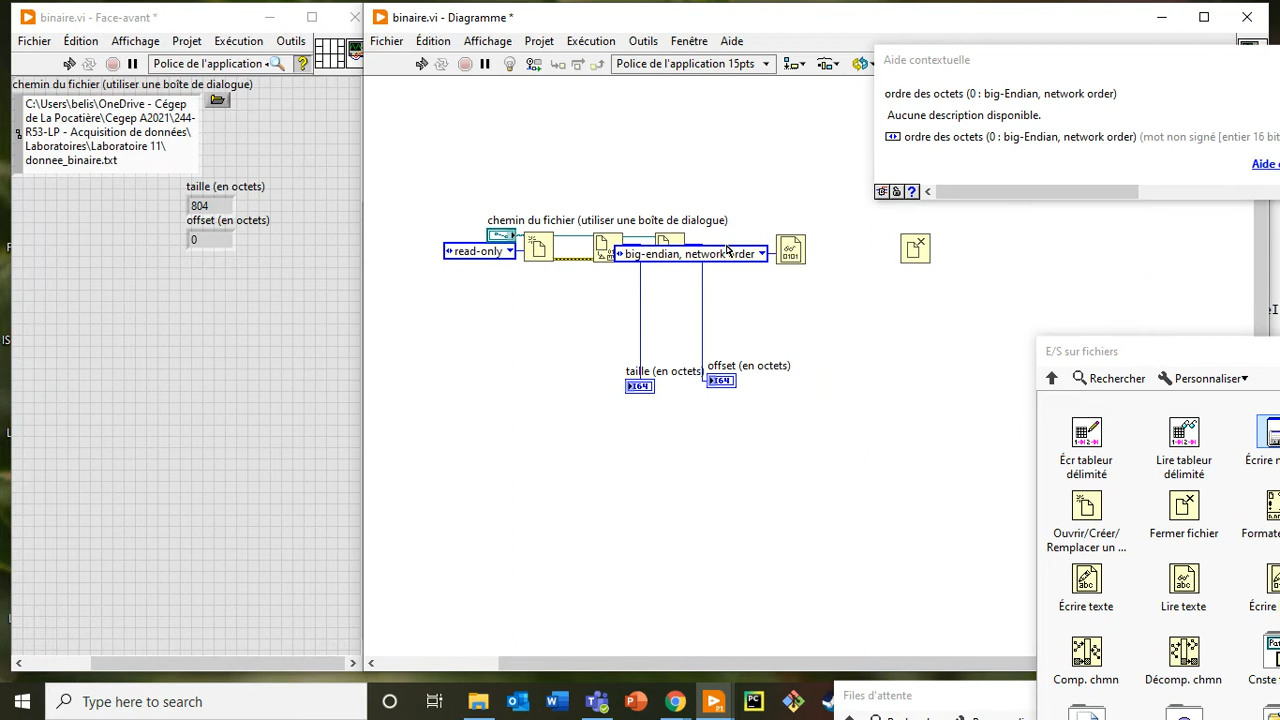 binaire.vi - Face-avant *
Fichier Édition Affichage Projet Exécution Outils
Police de l'application
chemin du fichier (utiliser une boîte de dialogue)
C:\Users\belis\OneDrive - Cégep
de La Pocatière\Cegep A2021\244-
R53-LP - Acquisition de données\
Laboratoires\Laboratoire 11\
donnee_binaire.txt
taille (en octets)
804
offset (en octets)
0
binaire.vi - Diagramme *
Fichier Édition Affichage Projet Exécution Outils Fenêtre Aide
Police de l'application 15pts
Aide contextuelle
ordre des octets (0 : big-Endian, network order)
Aucune description disponible.
ordre des octets (0 : big-Endian, network order) (mot non signé [entier 16 bit
Aide
chemin du fichier (utiliser une boîte de dialogue)
read-only
big-endian, network order
taille (en octets)
I64
offset (en octets)
I64
E/S sur fichiers
Rechercher Personnaliser
Écr tableur
délimité
Lire tableur
délimité
Écrire
Ouvrir/Créer/
Remplacer un ...
Fermer fichier
Formate
Écrire texte
Lire texte
Écrire
Comp. chmn
Décomp. chmn
Cnste
Files d'attente
Type here to search